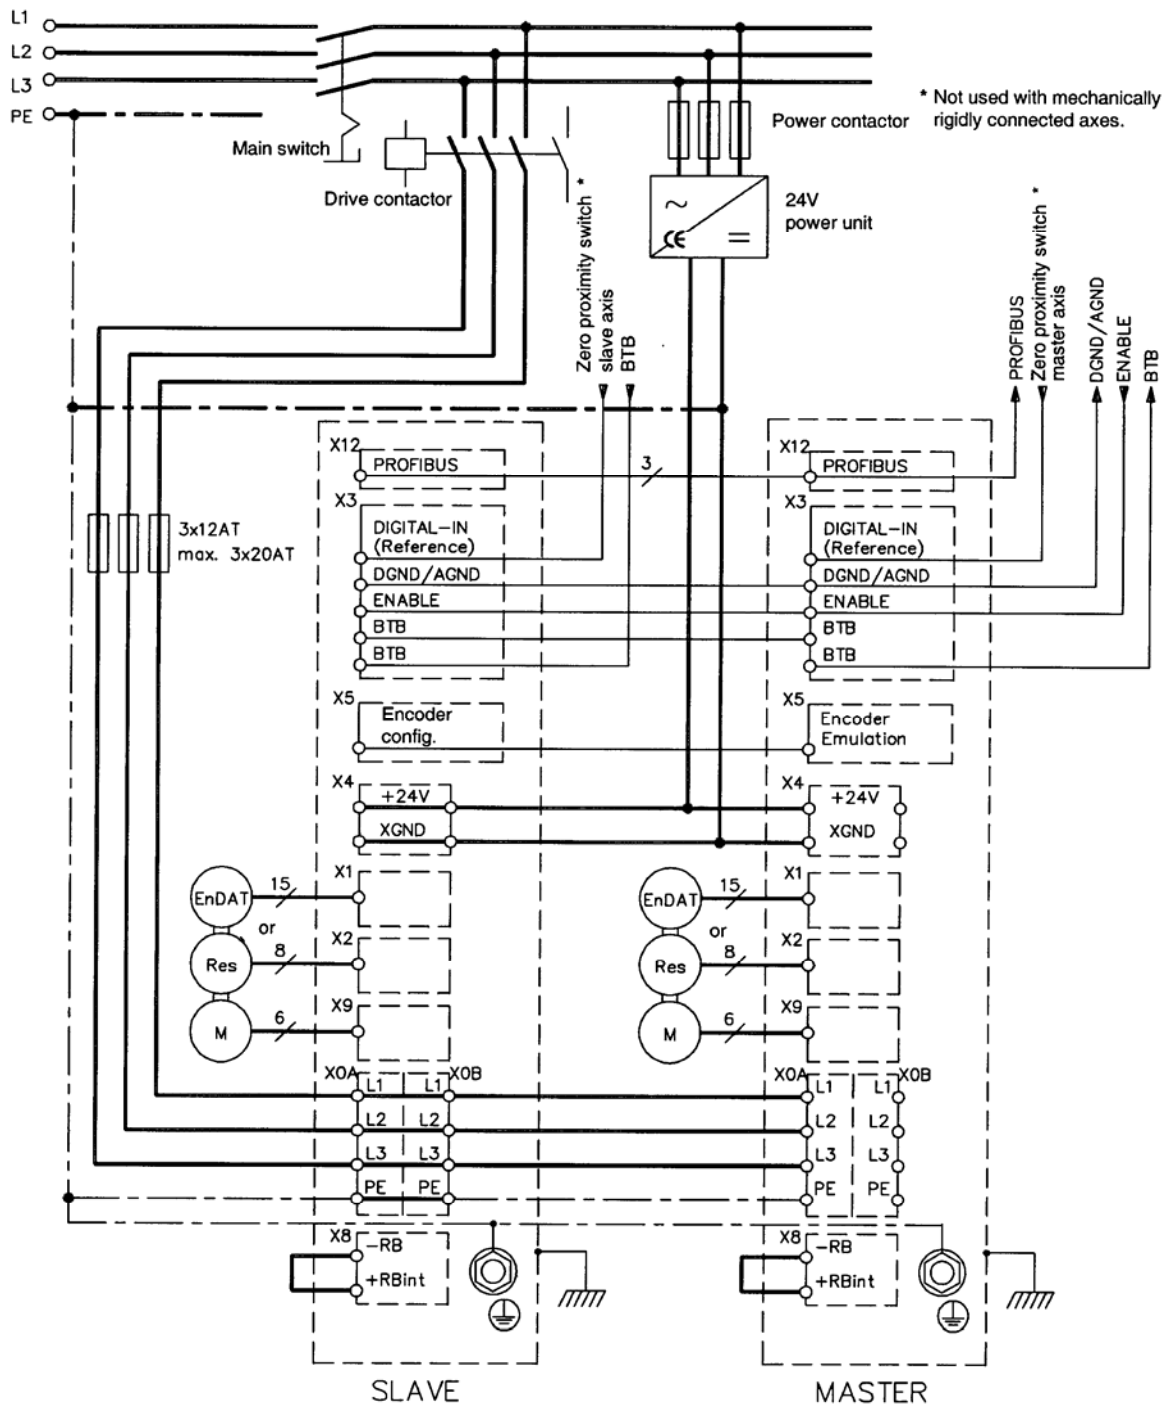 L1
L2
L3
PE
Main switch
Drive contactor
Power contactor
* Not used with mechanically
rigidly connected axes.
24V
power unit
CE
Zero proximity switch *
slave axis
BTB
PROFIBUS
Zero proximity switch *
master axis
DGND/AGND
ENABLE
BTB
3x12AT
max. 3x20AT
X12
PROFIBUS
3
X12
PROFIBUS
X3
DIGITAL-IN
(Reference)
DGND/AGND
ENABLE
BTB
BTB
X3
DIGITAL-IN
(Reference)
DGND/AGND
ENABLE
BTB
BTB
X5
Encoder
config.
X5
Encoder
Emulation
X4
+24V
XGND
X4
+24V
XGND
EnDAT
15
X1
or
Res
8
X2
M
6
X9
EnDAT
15
X1
or
Res
8
X2
M
6
X9
X0A
X0B
L1
L1
L2
L2
L3
L3
PE
PE
X0A
X0B
L1
L1
L2
L2
L3
L3
PE
PE
X8
-RB
+RBint
X8
-RB
+RBint
SLAVE
MASTER